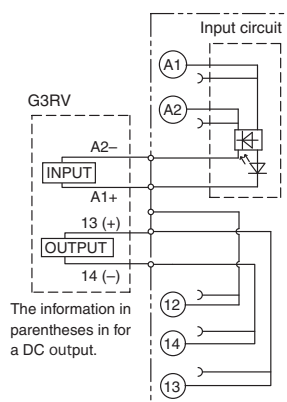 Input circuit
A1
A2
G3RV
A2–
INPUT
A1+
13 (+)
OUTPUT
14 (–)
The information in
parentheses in for
a DC output.
12
14
13